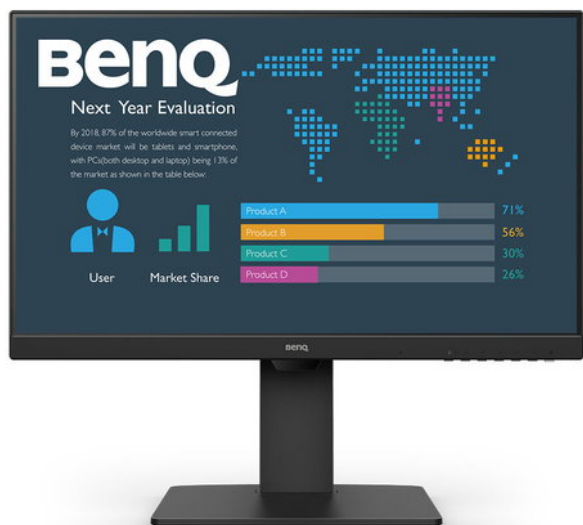 BenQ
Next Year Evaluation
By 2018, 87% of the worldwide smart connected
device market will be tablets and smartphone,
with PCs(both desktop and laptop) being 13% of
the market as shown in the table below:
User
Market Share
Product A
71%
Product B
56%
Product C
30%
Product D
26%
BenQ